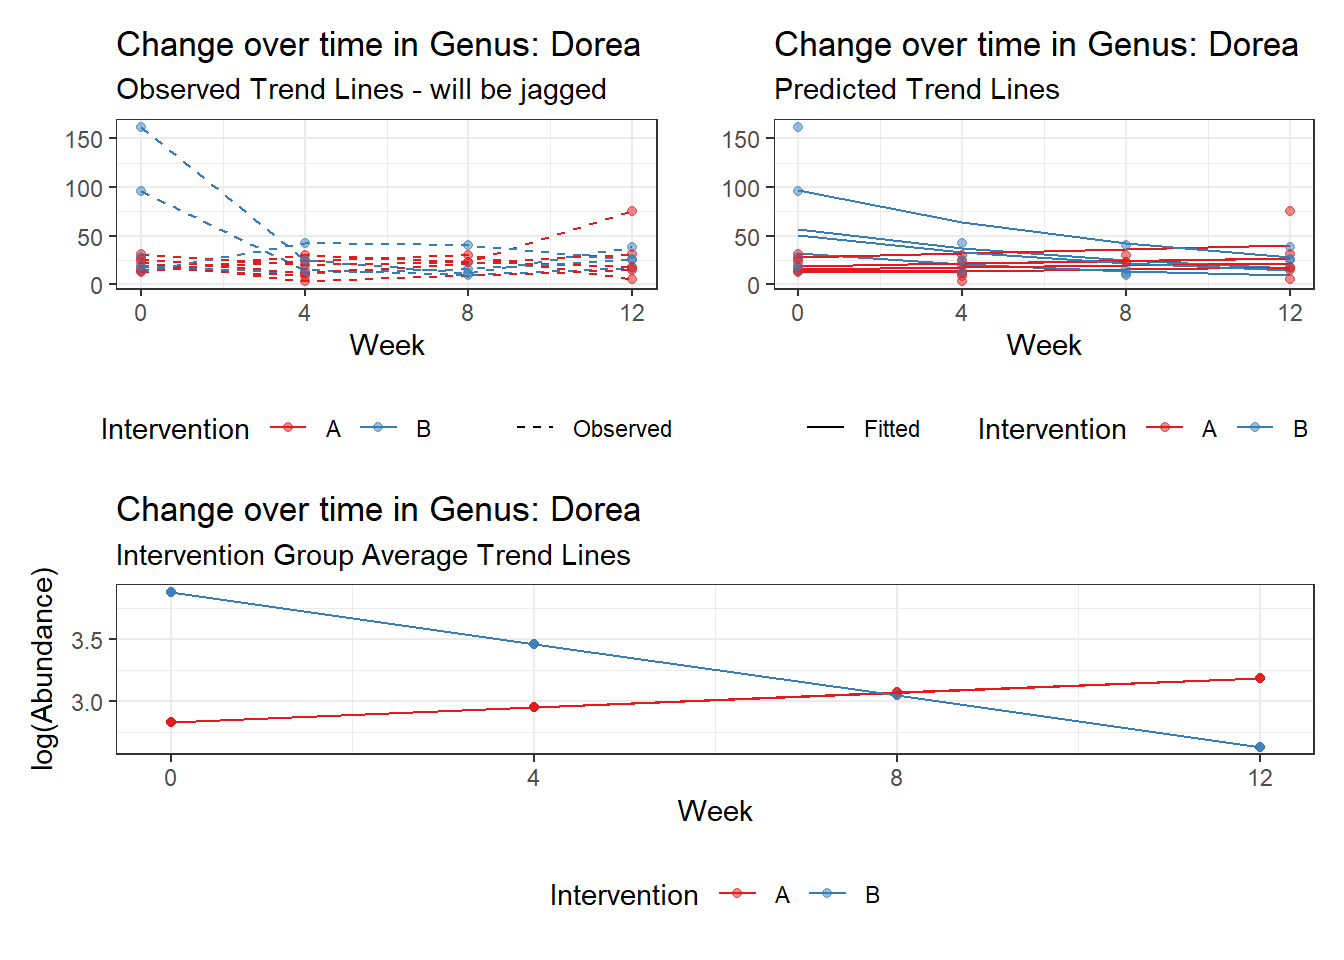 Change over time in Genus: Dorea
Observed Trend Lines - will be jagged
150
100
50
0
0 4 8 12
Week
Intervention A B Observed
Change over time in Genus: Dorea
Predicted Trend Lines
150
100
50
0
0 4 8 12
Week
Fitted Intervention A B
Change over time in Genus: Dorea
Intervention Group Average Trend Lines
log(Abundance)
3.5
3.0
0 4 8 12
Week
Intervention A B